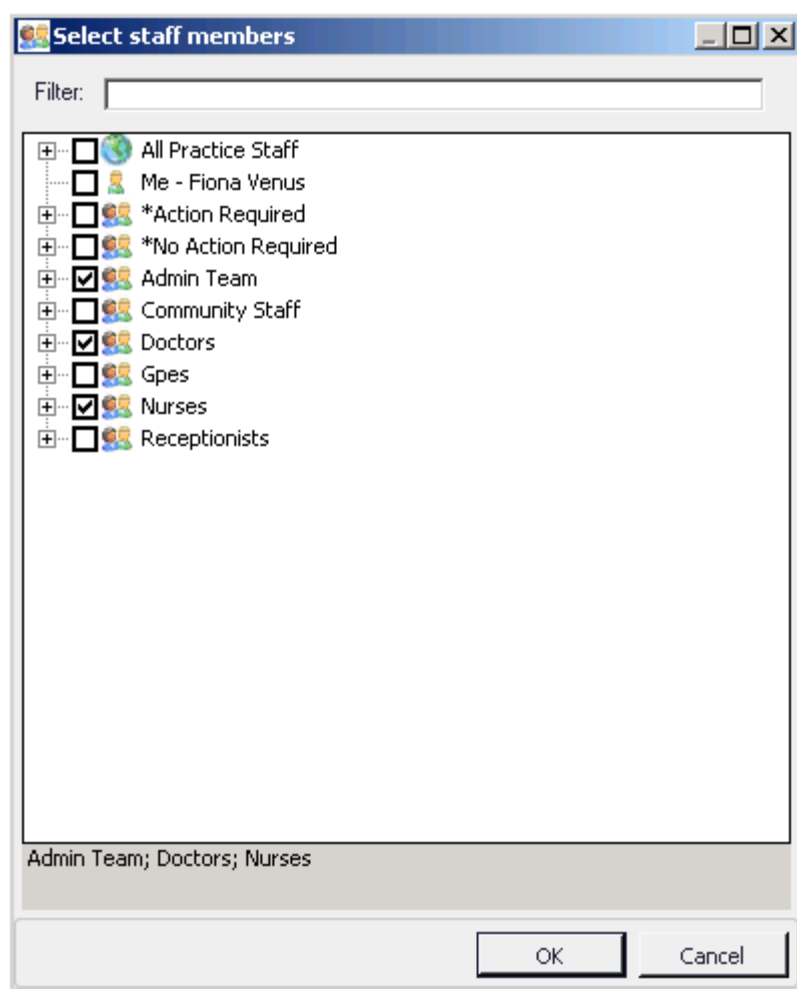 Select staff members
Filter:
All Practice Staff
Me - Fiona Venus
*Action Required
*No Action Required
Admin Team
Community Staff
Doctors
Gpes
Nurses
Receptionists
Admin Team; Doctors; Nurses
OK Cancel